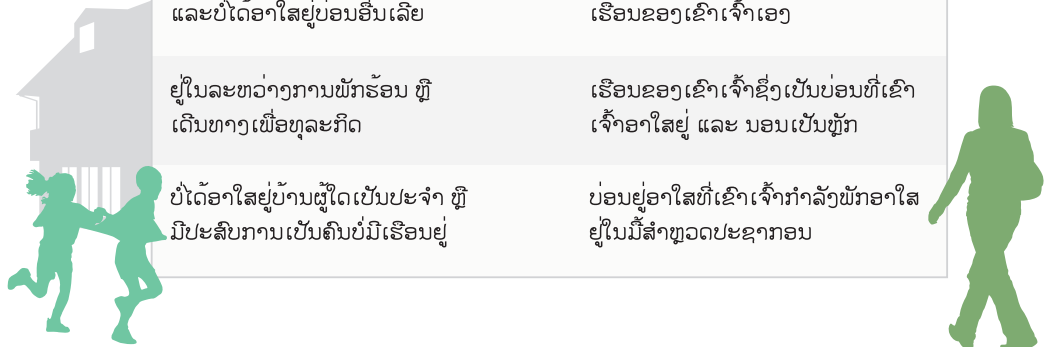 ແລະບໍ່ໄດ້ອາໃສຢູ່ບ່ອນອື່ນເລີຍ
ເຮືອນຂອງເຂົາເຈົ້າເອງ
ຢູ່ໃນລະຫວ່າງການພັກຮ້ອນ ຫຼື
ເດີນທາງເພື່ອທຸລະກິດ
ເຮືອນຂອງເຂົາເຈົ້າຊຶ່ງເປັນບ່ອນທີ່ເຂົາ
ເຈົ້າອາໃສຢູ່ ແລະ ນອນເປັນຫຼັກ
ບໍ່ໄດ້ອາໃສຢູ່ບ້ານຜູ້ໃດເປັນປະຈຳ ຫຼື
ມີປະສົບການເປັນຄົນບໍ່ມີເຮືອນຢູ່
ບ່ອນຢູ່ອາໃສທີ່ເຂົາເຈົ້າກຳລັງພັກອາໃສ
ຢູ່ໃນມື້ສຳຫຼວດປະຊາກອນ